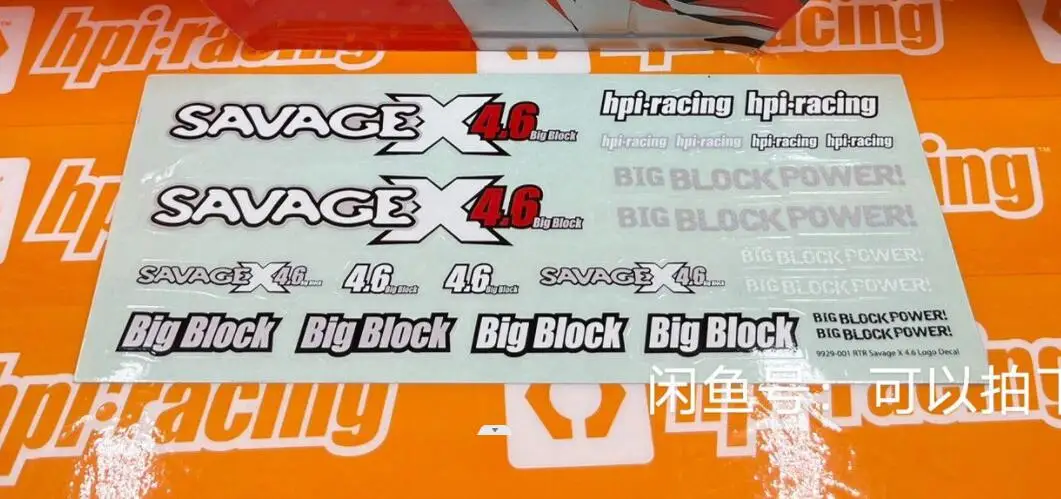 hpi·racing
racing
SAVAGE X 4.6 Big Block
SAVAGE X 4.6 Big Block
hpi·racing hpi·racing
hpi·racing hpi·racing hpi·racing hpi·racing
BIG BLOCK POWER!
BIG BLOCK POWER!
BIG BLOCK POWER!
BIG BLOCK POWER!
SAVAGE X 4.6 Big Block 4.6 Big Block 4.6 Big Block SAVAGE X 4.6 Big Block
Big Block Big Block Big Block Big Block
BIG BLOCK POWER!
BIG BLOCK POWER!
9929-001 RTR Savage X 4.6 Logo Decal
闲鱼号：可以拍
hpi·racing
hpi·racing